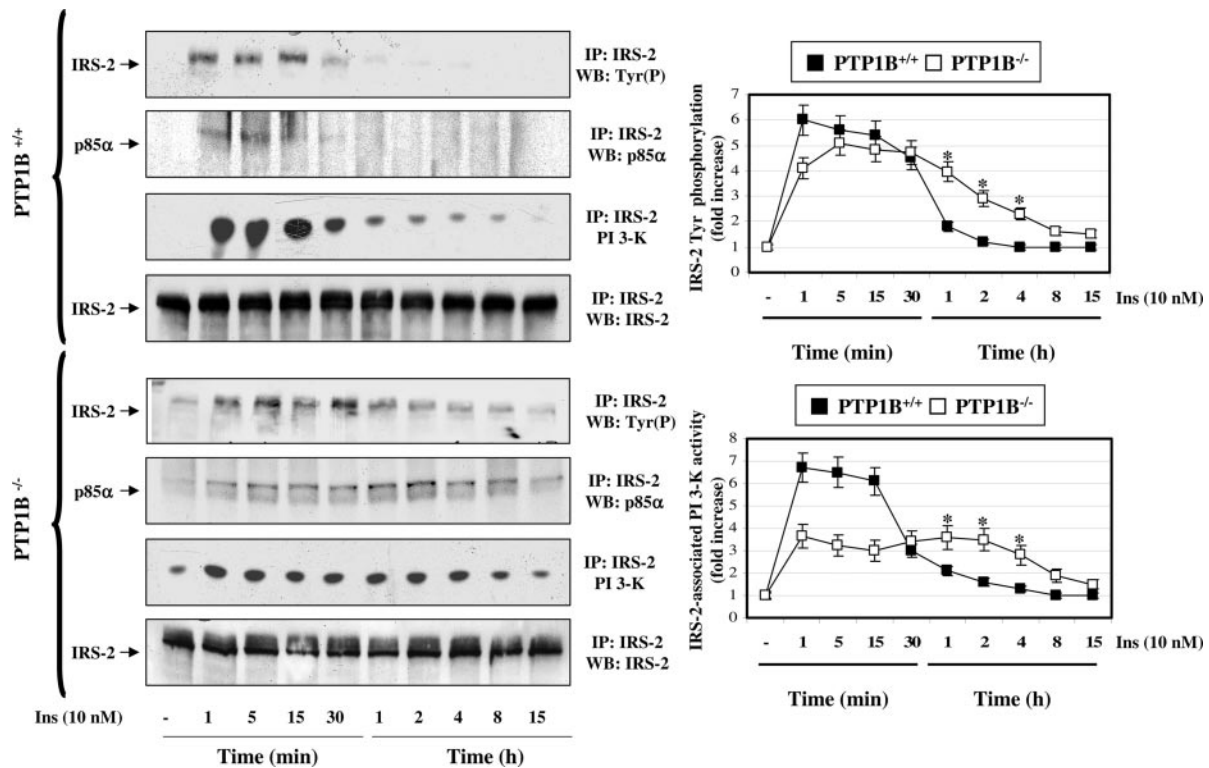 PTP1B +/+
IRS-2
IP: IRS-2
WB: Tyr(P)
p85α
IP: IRS-2
WB: p85α
IP: IRS-2
PI 3-K
IRS-2
IP: IRS-2
WB: IRS-2
PTP1B -/-
IRS-2
IP: IRS-2
WB: Tyr(P)
p85α
IP: IRS-2
WB: p85α
IP: IRS-2
PI 3-K
IRS-2
IP: IRS-2
WB: IRS-2
Ins (10 nM) - 1 5 15 30 1 2 4 8 15
Time (min) Time (h)
PTP1B+/+ PTP1B-/-
IRS-2 Tyr phosphorylation
(fold increase)
7
6
5
4
3
2
1
0
* * *
- 1 5 15 30 1 2 4 8 15 Ins (10 nM)
Time (min) Time (h)
PTP1B+/+ PTP1B-/-
IRS-2-associated PI 3-K activity
(fold increase)
8
7
6
5
4
3
2
1
0
* * *
- 1 5 15 30 1 2 4 8 15 Ins (10 nM)
Time (min) Time (h)